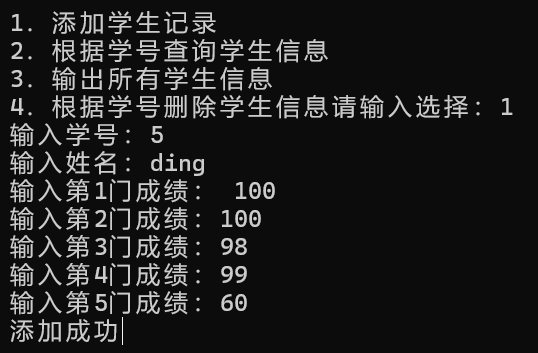 1. 添加学生记录
2. 根据学号查询学生信息
3. 输出所有学生信息
4. 根据学号删除学生信息请输入选择: 1
输入学号: 5
输入姓名: ding
输入第1门成绩:  100
输入第2门成绩: 100
输入第3门成绩: 98
输入第4门成绩: 99
输入第5门成绩: 60
添加成功